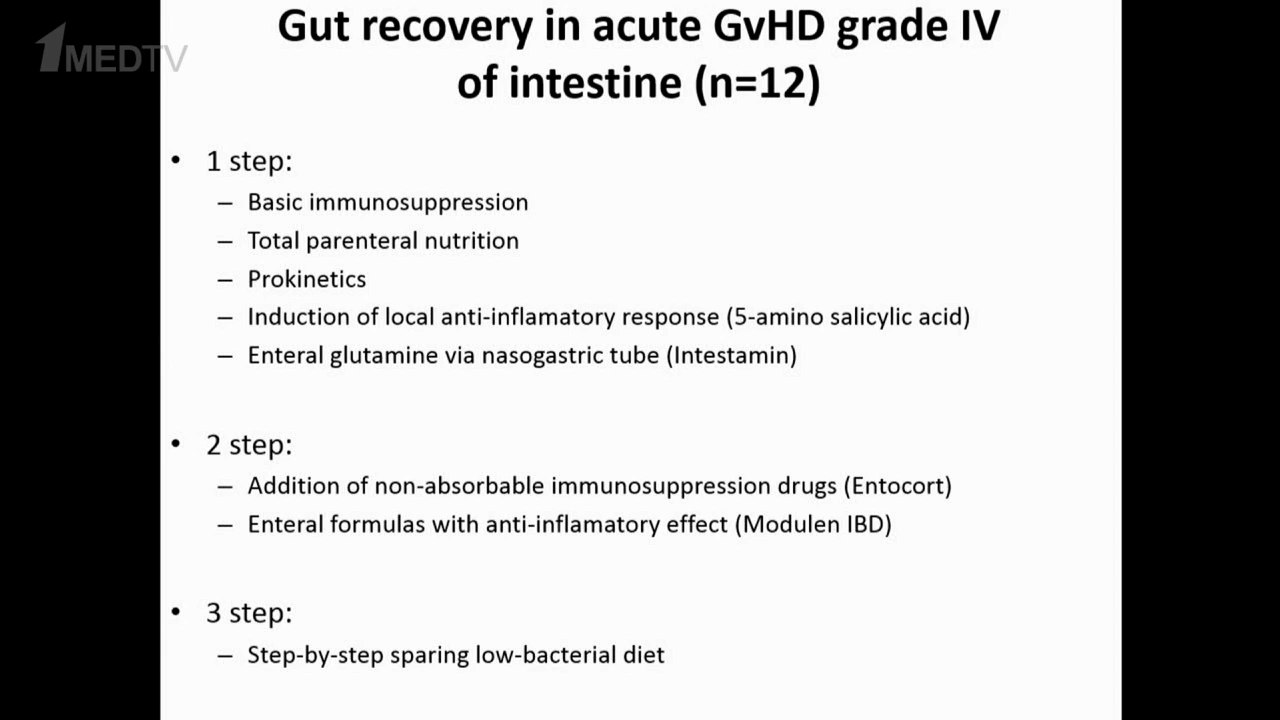 1MEDTV
Gut recovery in acute GvHD grade IV
of intestine (n=12)
• 1 step:
– Basic immunosuppression
– Total parenteral nutrition
– Prokinetics
– Induction of local anti-inflamatory response (5-amino salicylic acid)
– Enteral glutamine via nasogastric tube (Intestamin)
• 2 step:
– Addition of non-absorbable immunosuppression drugs (Entocort)
– Enteral formulas with anti-inflamatory effect (Modulen IBD)
• 3 step:
– Step-by-step sparing low-bacterial diet